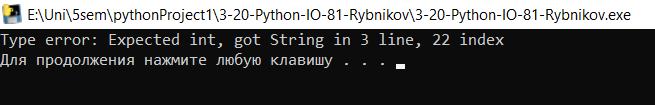 E:\Uni\5sem\pythonProject1\3-20-Python-IO-81-Rybnikov\3-20-Python-IO-81-Rybnikov.exe
Type error: Expected int, got String in 3 line, 22 index
Для продолжения нажмите любую клавишу . . .